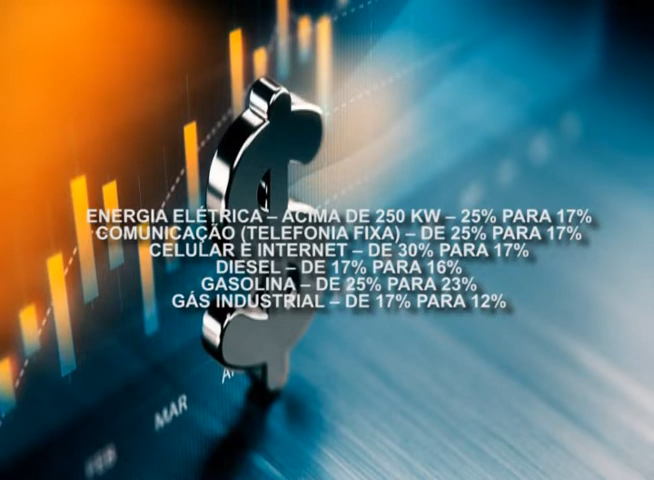 ENERGIA ELÉTRICA – ACIMA DE 250 KW – 25% PARA 17%
COMUNICAÇÃO (TELEFONIA FIXA) – DE 25% PARA 17%
CELULAR E INTERNET – DE 30% PARA 17%
DIESEL – DE 17% PARA 16%
GASOLINA – DE 25% PARA 23%
GÁS INDUSTRIAL – DE 17% PARA 12%
MAR
FEB